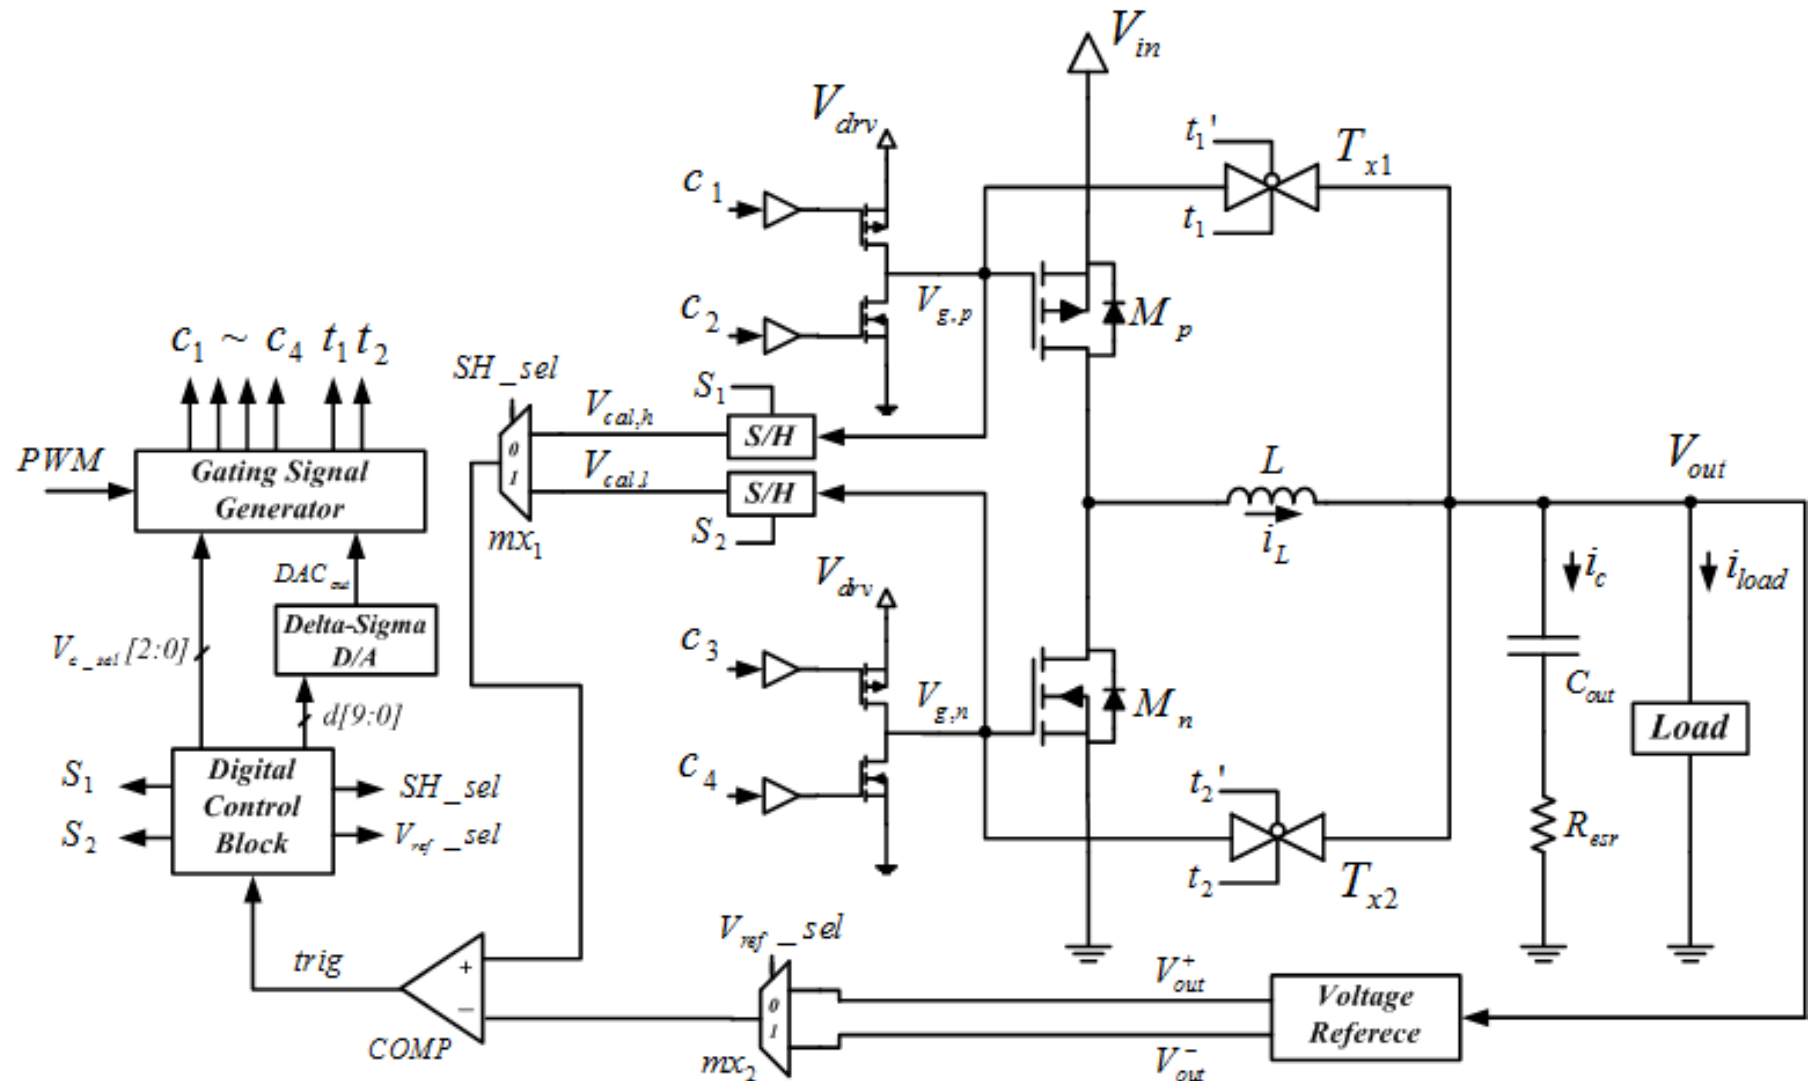 V_in
V_drv
t_1'
T_x1
c_1
t_1
V_g,p
M_p
c_2
c_1 ~ c_4 t_1 t_2
SH_sel
S_1
V_cal,h
S/H
0
1
PWM
Gating Signal
Generator
V_cal,l
S/H
S_2
mx_1
L
i_L
V_out
DAC_out
V_drv
i_c
i_load
Delta-Sigma
D/A
V_c_sel [2:0]
c_3
V_g,n
M_n
C_out
Load
d[9:0]
S_1
Digital
Control
Block
SH_sel
c_4
t_2'
S_2
V_ref_sel
R_esr
t_2
T_x2
V_ref_sel
trig
+
−
COMP
0
1
mx_2
V_out^+
V_out^-
Voltage
Referece